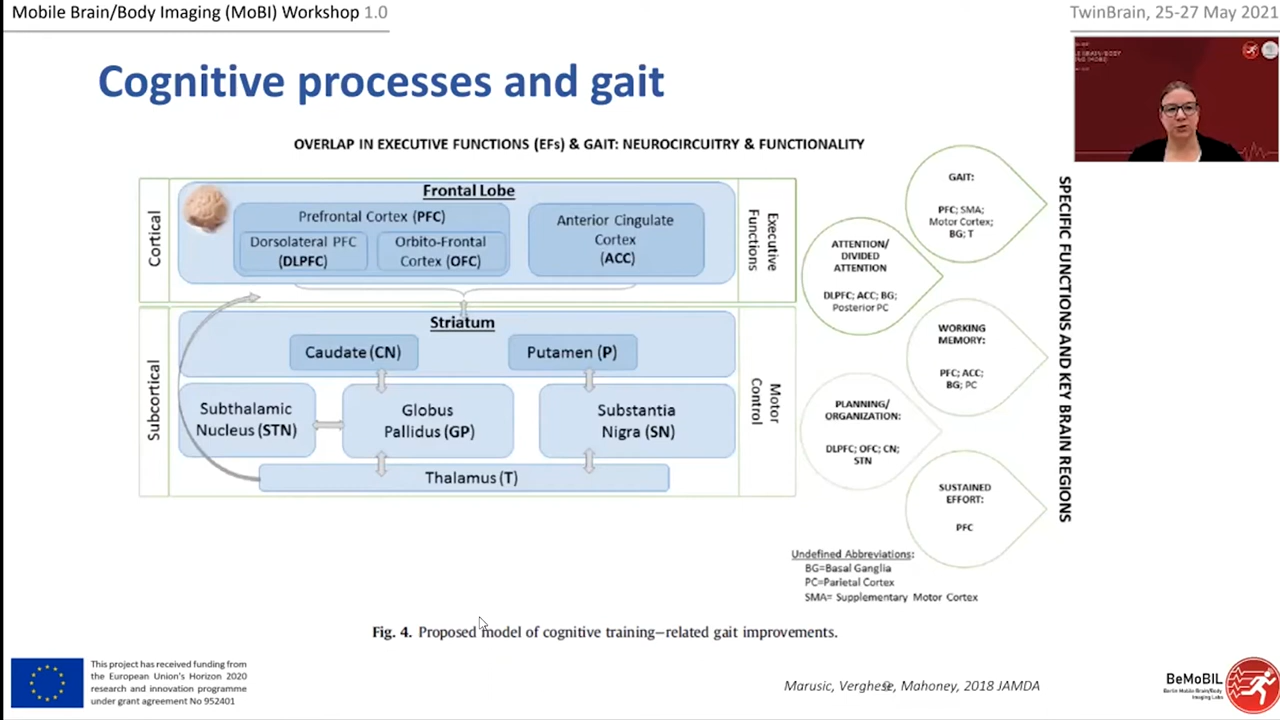 Mobile Brain/Body Imaging (MoBI) Workshop 1.0
TwinBrain, 25-27 May 2021
Cognitive processes and gait
OVERLAP IN EXECUTIVE FUNCTIONS (EFs) & GAIT: NEUROCIRCUITRY & FUNCTIONALITY
Cortical
Frontal Lobe
Prefrontal Cortex (PFC)
Dorsolateral PFC
(DLPFC)
Orbito-Frontal
Cortex (OFC)
Anterior Cingulate
Cortex
(ACC)
Executive
Functions
Subcortical
Striatum
Caudate (CN)
Putamen (P)
Subthalamic
Nucleus (STN)
Globus
Pallidus (GP)
Substantia
Nigra (SN)
Thalamus (T)
Motor
Control
GAIT:
PFC; SMA;
Motor Cortex;
BG; T
ATTENTION/
DIVIDED
ATTENTION
DLPFC; ACC; BG;
Posterior PC
WORKING
MEMORY:
PFC; ACC;
BG; PC
PLANNING/
ORGANIZATION:
DLPFC; OFC; CN;
STN
SUSTAINED
EFFORT:
PFC
SPECIFIC FUNCTIONS AND KEY BRAIN REGIONS
Undefined Abbreviations:
BG=Basal Ganglia
PC=Parietal Cortex
SMA= Supplementary Motor Cortex
Fig. 4. Proposed model of cognitive training–related gait improvements.
This project has received funding from
the European Union's Horizon 2020
research and innovation programme
under grant agreement No 952401
Marusic, Verghese, Mahoney, 2018 JAMDA
BeMoBIL
Berlin Mobile Brain/Body
Imaging Labs